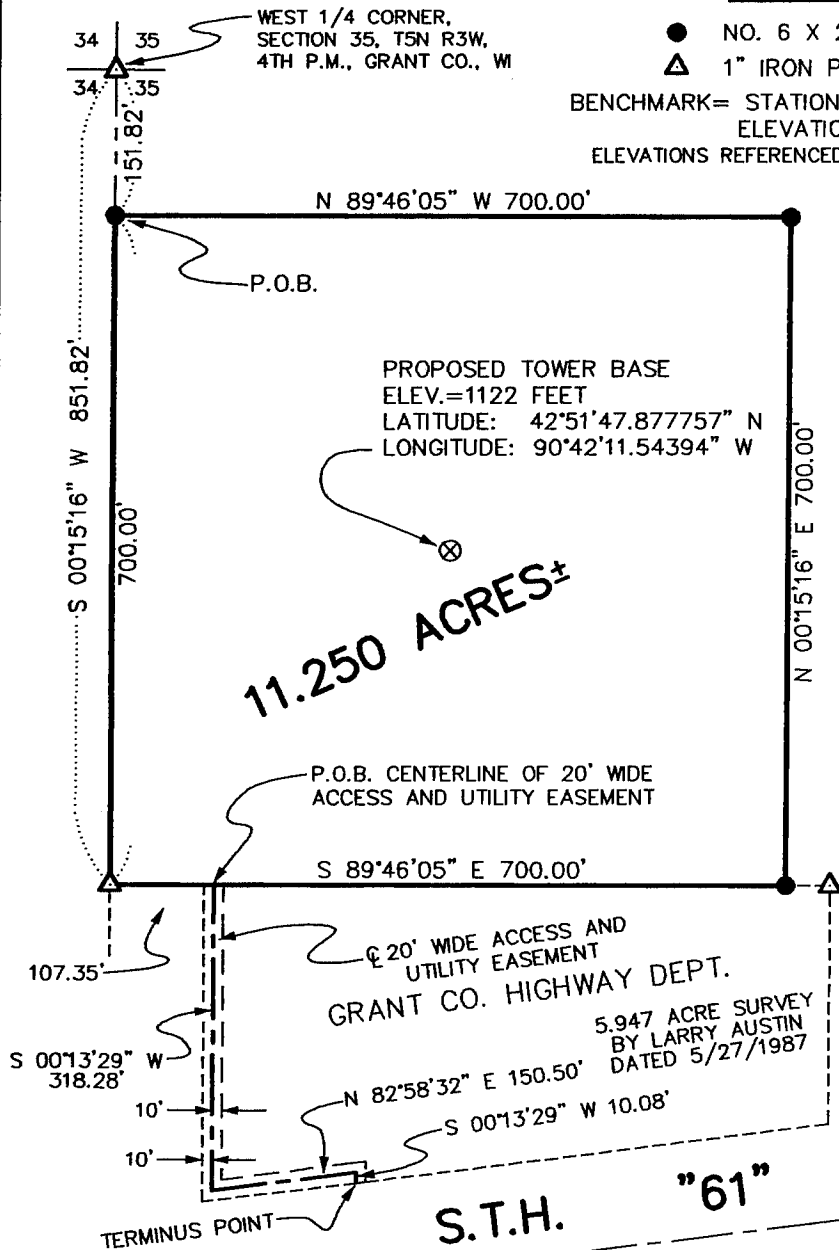 WEST 1/4 CORNER,
SECTION 35, T5N R3W,
4TH P.M., GRANT CO., WI
34 35
34 35
NO. 6 X
1" IRON
BENCHMARK= STATION
ELEVATIONS REFERENCED
151.82'
N 89°46'05" W 700.00'
P.O.B.
S 00°15'16" W 851.82'
700.00'
PROPOSED TOWER BASE
ELEV.=1122 FEET
LATITUDE: 42°51'47.877757" N
LONGITUDE: 90°42'11.54394" W
N 00°15'16" E 700.00'
11.250 ACRES±
P.O.B. CENTERLINE OF 20' WIDE
ACCESS AND UTILITY EASEMENT
S 89°46'05" E 700.00'
107.35'
℄ 20' WIDE ACCESS AND
UTILITY EASEMENT
GRANT CO. HIGHWAY DEPT.
5.947 ACRE SURVEY
BY LARRY AUSTIN
DATED 5/27/1987
S 00°13'29" W
318.28'
N 82°58'32" E 150.50'
S 00°13'29" W 10.08'
10'
10'
TERMINUS POINT
S.T.H. "61"